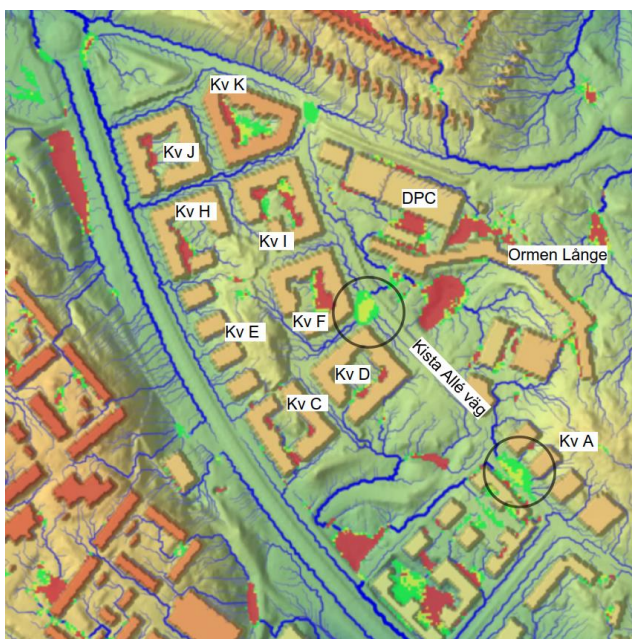 Kv K
Kv J
DPC
Kv H
Kv I
Ormen Långe
Kv F
Kv E
Kista Allé väg
Kv D
Kv C
Kv A